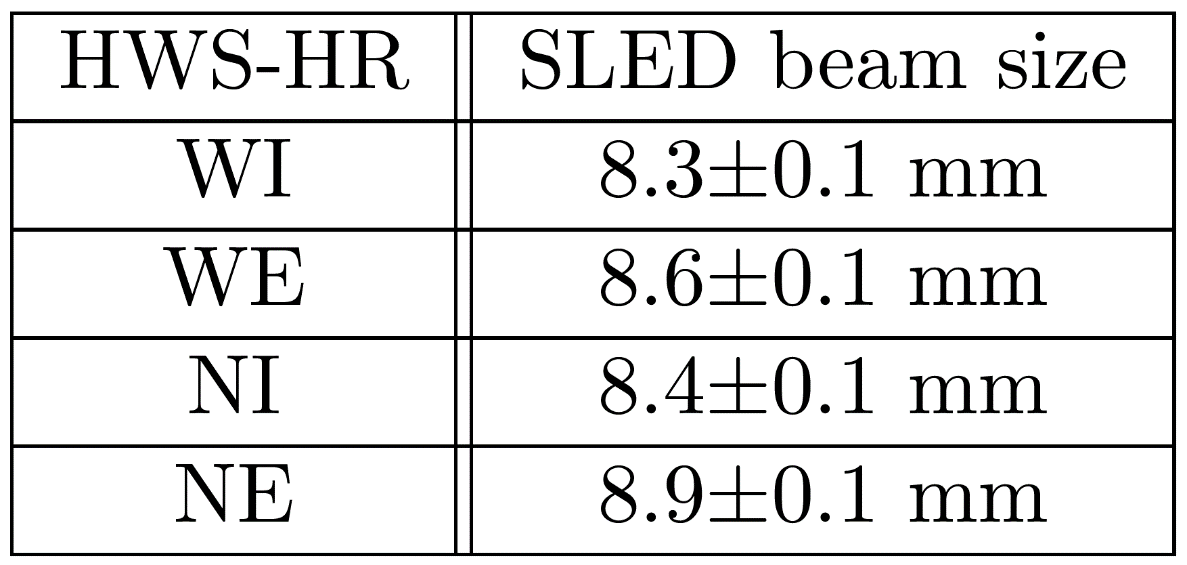 HWS-HR SLED beam size
WI 8.3±0.1 mm
WE 8.6±0.1 mm
NI 8.4±0.1 mm
NE 8.9±0.1 mm